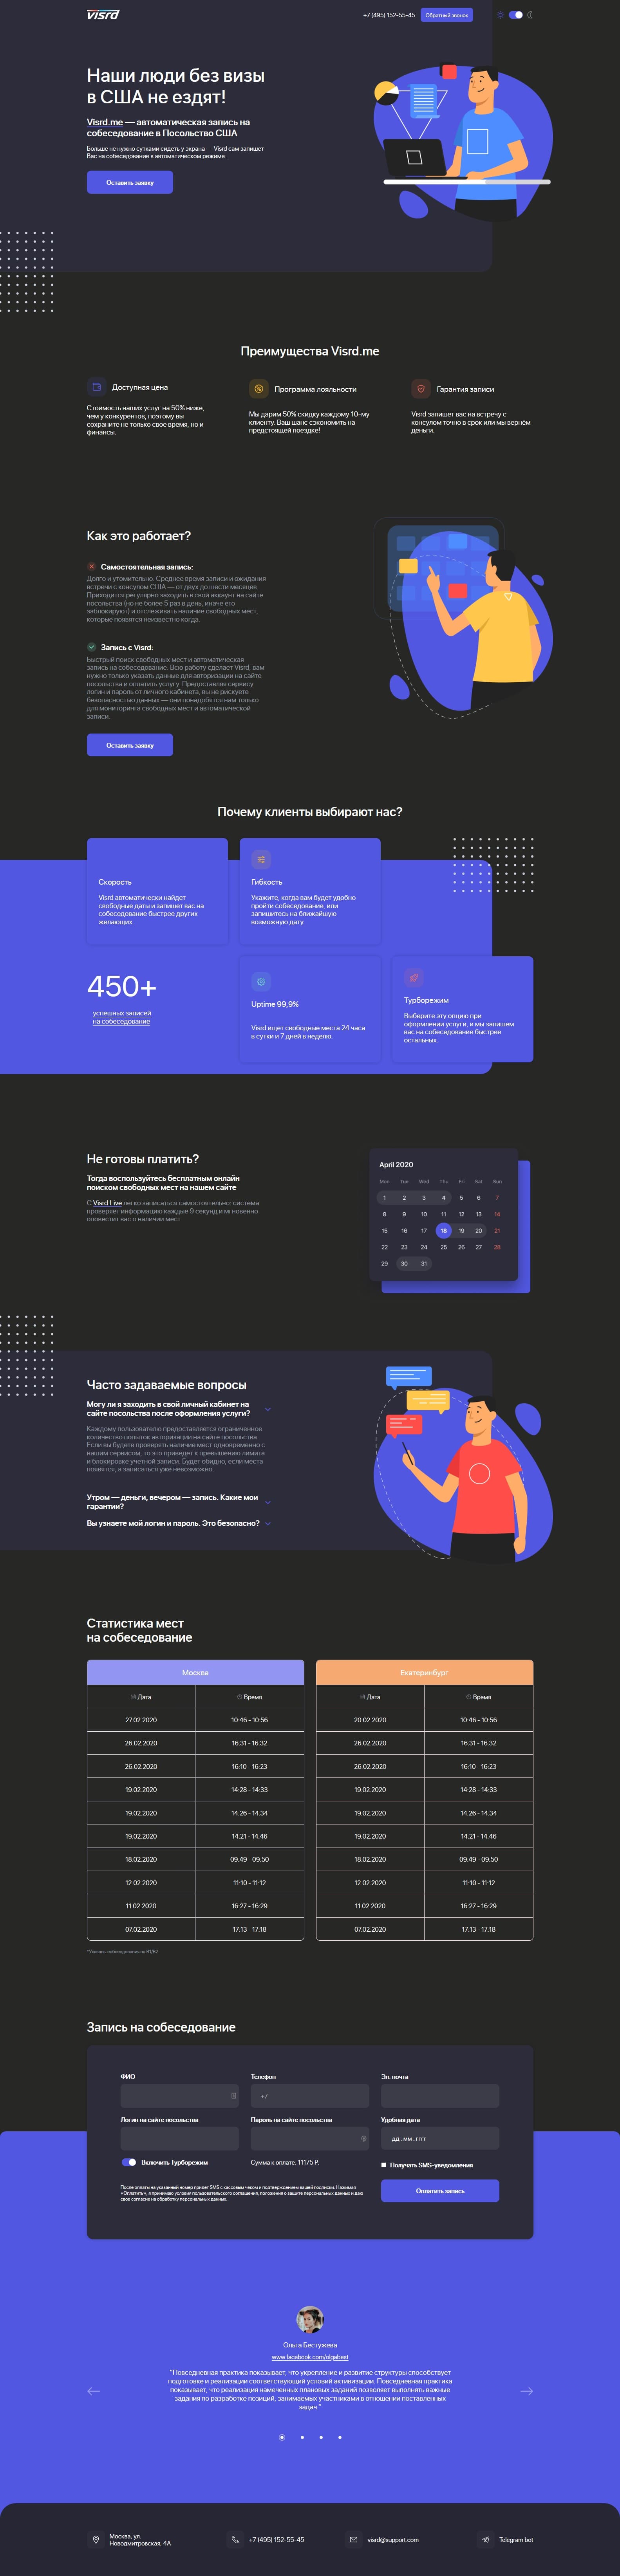 visrd
+7 (495) 152-55-45
Обратный звонок
Наши люди без визы
в США не ездят!
Visrd.me — автоматическая запись на
собеседование в Посольство США
Больше не нужно сутками сидеть у экрана — Visrd сам запишет
Вас на собеседование в автоматическом режиме.
Оставить заявку
Преимущества Visrd.me
Доступная цена
Стоимость наших услуг на 50% ниже,
чем у конкурентов, поэтому вы
сохраните не только свое время, но и
финансы.
Программа лояльности
Мы дарим 50% скидку каждому 10-му
клиенту. Ваш шанс сэкономить на
предстоящей поездке!
Гарантия записи
Visrd запишет вас на встречу с
консулом точно в срок или мы вернём
деньги.
Как это работает?
Самостоятельная запись:
Долго и утомительно. Среднее время записи и ожидания
встречи с консулом США — от двух до шести месяцев .
Приходится регулярно заходить в свой аккаунт на сайте
посольства (но не более 5 раз в день, иначе его
заблокируют) и отслеживать наличие свободных мест,
которые появятся неизвестно когда.
Запись с Visrd:
Быстрый поиск свободных мест и автоматическая
запись на собеседование. Всю работу сделает Visrd, вам
нужно только указать данные для авторизации на сайте
посольства и оплатить услугу. Предоставляя сервису
логин и пароль от личного кабинета, вы не рискуете
безопасностью данных — они понадобятся нам только
для мониторинга свободных мест и автоматической
записи.
Оставить заявку
Почему клиенты выбирают нас?
Скорость
Visrd автоматически найдет
свободные даты и запишет вас на
собеседование быстрее других
желающих.
Гибкость
Укажите, когда вам будет удобно
пройти собеседование, или
запишитесь на ближайшую
возможную дату.
450+
успешных записей
на собеседование
Uptime 99,9%
Visrd ищет свободные места 24 часа
в сутки и 7 дней в неделю.
Турборежим
Выберите эту опцию при
оформлении услуги, и мы запишем
вас на собеседование быстрее
остальных.
Не готовы платить?
Тогда воспользуйтесь бесплатным онлайн
поиском свободных мест на нашем сайте
С Visrd.Live легко записаться самостоятельно: система
проверяет информацию каждые 9 секунд и мгновенно
оповестит вас о наличии мест.
April 2020
Mon Tue Wed Thu Fri Sat Sun
1 2 3 4 5 6 7
8 9 10 11 12 13 14
15 16 17 18 19 20 21
22 23 24 25 26 27 28
29 30 31
Часто задаваемые вопросы
Могу ли я заходить в свой личный кабинет на
сайте посольства после оформления услуги?
Каждому пользователю предоставляется ограниченное
количество попыток авторизации на сайте посольства.
Если вы будете проверять наличие мест одновременно с
нашим сервисом, то это приведет к превышению лимита
и блокировке учетной записи. Будет обидно, если места
появятся, а записаться уже невозможно.
Утром — деньги, вечером — запись. Какие мои
гарантии?
Вы узнаете мой логин и пароль. Это безопасно?
Статистика мест
на собеседование
Москва
Дата Время
27.02.2020 10:46 - 10:56
26.02.2020 16:31 - 16:32
26.02.2020 16:10 - 16:23
19.02.2020 14:28 - 14:33
19.02.2020 14:26 - 14:34
19.02.2020 14:21 - 14:46
18.02.2020 09:49 - 09:50
12.02.2020 11:10 - 11:12
11.02.2020 16:27 - 16:29
07.02.2020 17:13 - 17:18
Екатеринбург
Дата Время
20.02.2020 10:46 - 10:56
26.02.2020 16:31 - 16:32
26.02.2020 16:10 - 16:23
19.02.2020 14:28 - 14:33
19.02.2020 14:26 - 14:34
19.02.2020 14:21 - 14:46
18.02.2020 09:49 - 09:50
12.02.2020 11:10 - 11:12
11.02.2020 16:27 - 16:29
07.02.2020 17:13 - 17:18
*Указаны собеседования на B1/B2
Запись на собеседование
ФИО
Телефон
+7
Эл. почта
Логин на сайте посольства
Пароль на сайте посольства
Удобная дата
дд . мм . гггг
Включить Турборежим
Сумма к оплате: 11175 Р.
Получать SMS-уведомления
После оплаты на указанный номер придет SMS с кассовым чеком и подтверждением вашей подписки. Нажимая
«Оплатить», я принимаю условия пользовательского соглашения, положения о защите персональных данных и даю
свое согласие на обработку персональных данных.
Оплатить запись
Ольга Бестужева
www.facebook.com/olgabest
"Повседневная практика показывает, что укрепление и развитие структуры способствует
подготовке и реализации соответствующий условий активизации. Повседневная практика
показывает, что реализация намеченных плановых заданий позволяет выполнять важные
задания по разработке позиций, занимаемых участниками в отношении поставленных
задач."
Москва, ул.
Новодмитровская, 4А
+7 (495) 152-55-45
visrd@support.com
Telegram bot